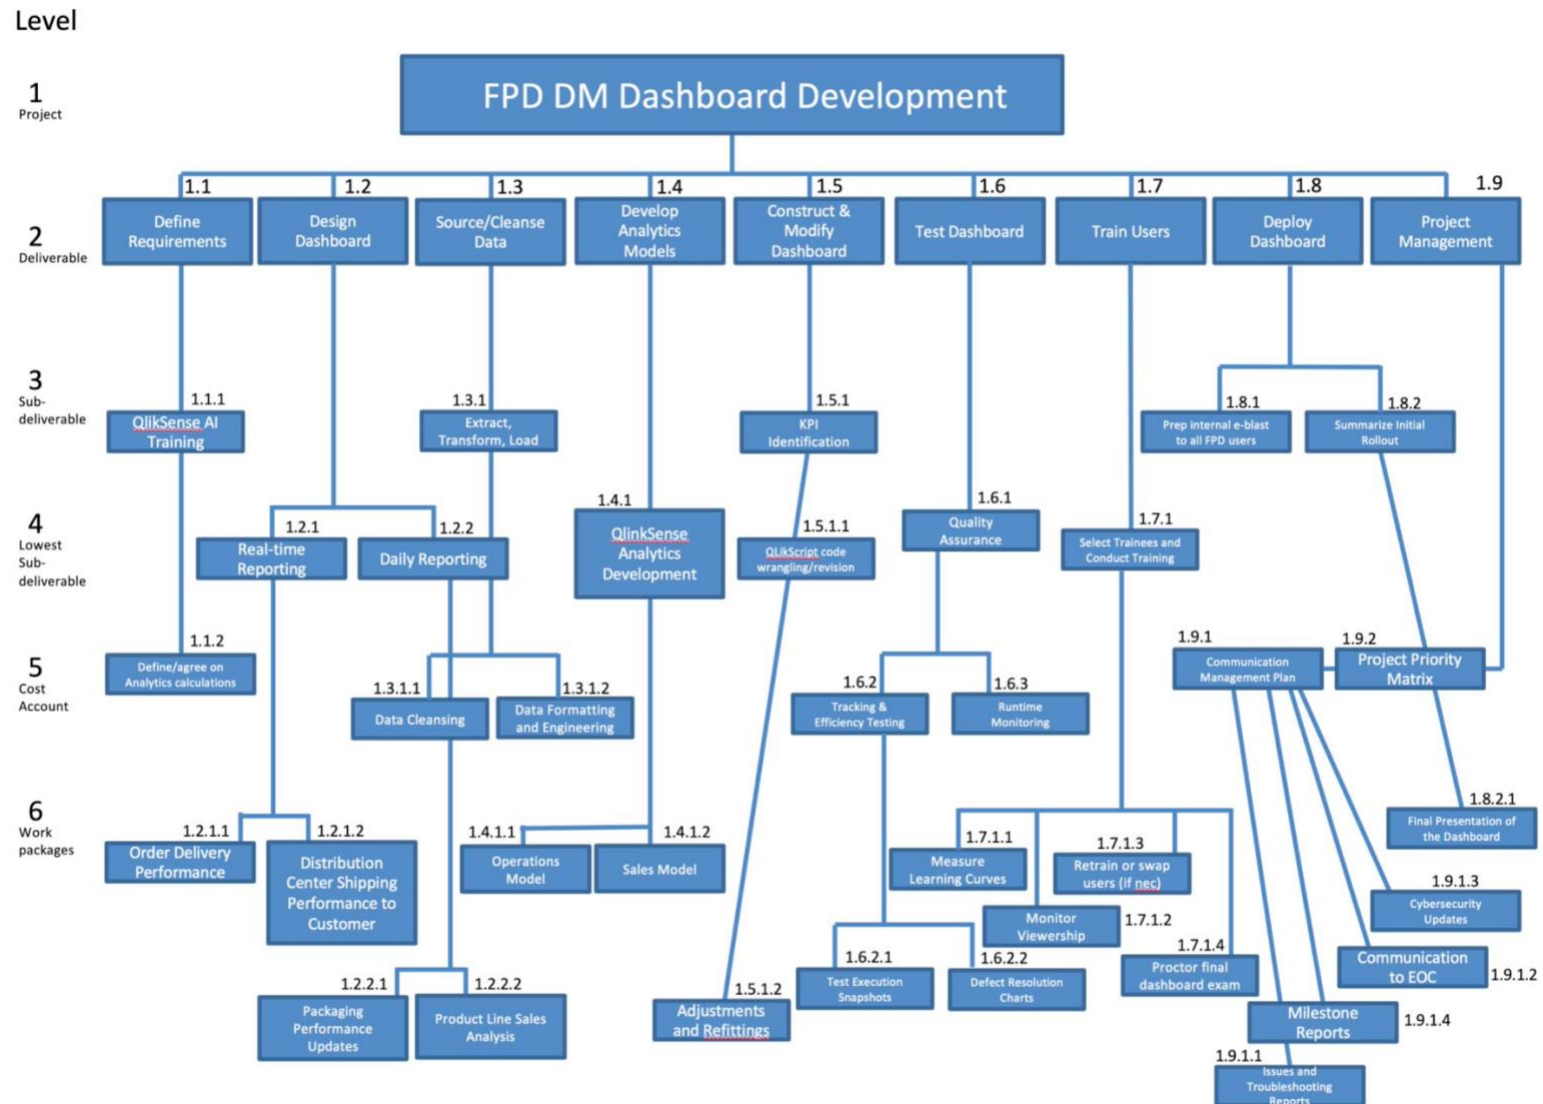 Level
1
Project
FPD DM Dashboard Development
1.1
1.2
1.3
1.4
1.5
1.6
1.7
1.8
1.9
2
Deliverable
Define
Requirements
Design
Dashboard
Source/Cleanse
Data
Develop
Analytics
Models
Construct &
Modify
Dashboard
Test Dashboard
Train Users
Deploy
Dashboard
Project
Management
3
Sub-
deliverable
1.1.1
QlikSense AI
Training
1.3.1
Extract,
Transform, Load
1.5.1
KPI
Identification
1.8.1
Prep internal e-blast
to all FPD users
1.8.2
Summarize Initial
Rollout
4
Lowest
Sub-
deliverable
1.2.1
Real-time
Reporting
1.2.2
Daily Reporting
1.4.1
QlinkSense
Analytics
Development
1.5.1.1
QLikScript code
wrangling/revision
1.6.1
Quality
Assurance
1.7.1
Select Trainees and
Conduct Training
5
Cost
Account
1.1.2
Define/agree on
Analytics calculations
1.3.1.1
Data Cleansing
1.3.1.2
Data Formatting
and Engineering
1.6.2
Tracking &
Efficiency Testing
1.6.3
Runtime
Monitoring
1.9.1
Communication
Management Plan
1.9.2
Project Priority
Matrix
6
Work
packages
1.2.1.1
Order Delivery
Performance
1.2.1.2
Distribution
Center Shipping
Performance to
Customer
1.4.1.1
Operations
Model
1.4.1.2
Sales Model
1.7.1.1
Measure
Learning Curves
1.7.1.3
Retrain or swap
users (if nec)
1.8.2.1
Final Presentation of
the Dashboard
Monitor
Viewership
1.7.1.2
1.9.1.3
Cybersecurity
Updates
1.7.1.4
Proctor final
dashboard exam
Communication
to EOC
1.9.1.2
1.2.2.1
Packaging
Performance
Updates
1.2.2.2
Product Line Sales
Analysis
1.5.1.2
Adjustments
and Refittings
1.6.2.1
Test Execution
Snapshots
1.6.2.2
Defect Resolution
Charts
Milestone
Reports
1.9.1.4
1.9.1.1
Issues and
Troubleshooting
Reports